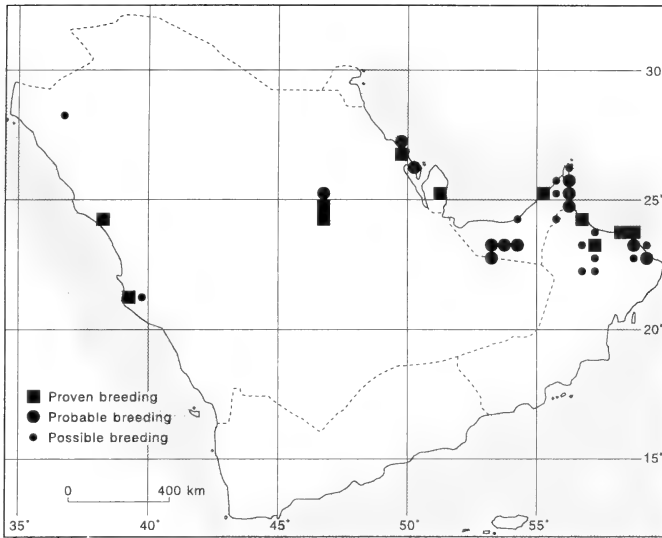 30°
25°
20°
Proven breeding
Probable breeding
Possible breeding
15°
0 400 km
35° 40° 45° 50° 55°